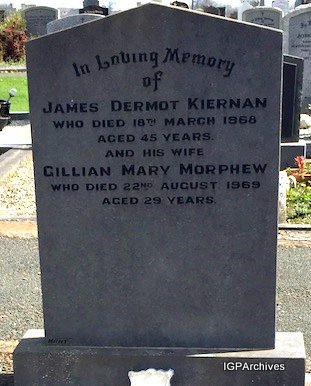 In Loving Memory
of
JAMES DERMOT KIERNAN
WHO DIED 18TH MARCH 1968
AGED 45 YEARS.
AND HIS WIFE
GILLIAN MARY MORPHEW
WHO DIED 22ND AUGUST 1969
AGED 29 YEARS.
IGPArchives